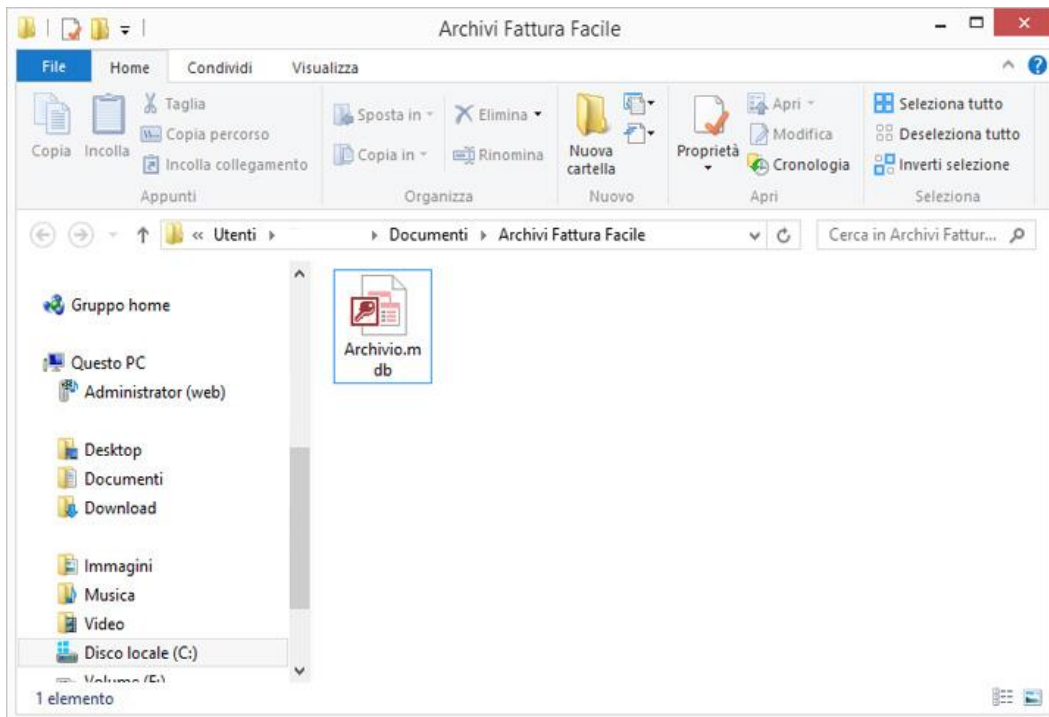 Archivi Fattura Facile
File Home Condividi Visualizza
Copia
Incolla
Taglia
Copia percorso
Incolla collegamento
Appunti
Sposta in
Copia in
Elimina
Rinomina
Organizza
Nuova
cartella
Nuovo
Proprietà
Apri
Modifica
Cronologia
Apri
Seleziona tutto
Deseleziona tutto
Inverti selezione
Seleziona
« Utenti Documenti Archivi Fattura Facile
Cerca in Archivi Fattur...
Gruppo home
Questo PC
Administrator (web)
Desktop
Documenti
Download
Immagini
Musica
Video
Disco locale (C:)
Archivio.m
db
1 elemento